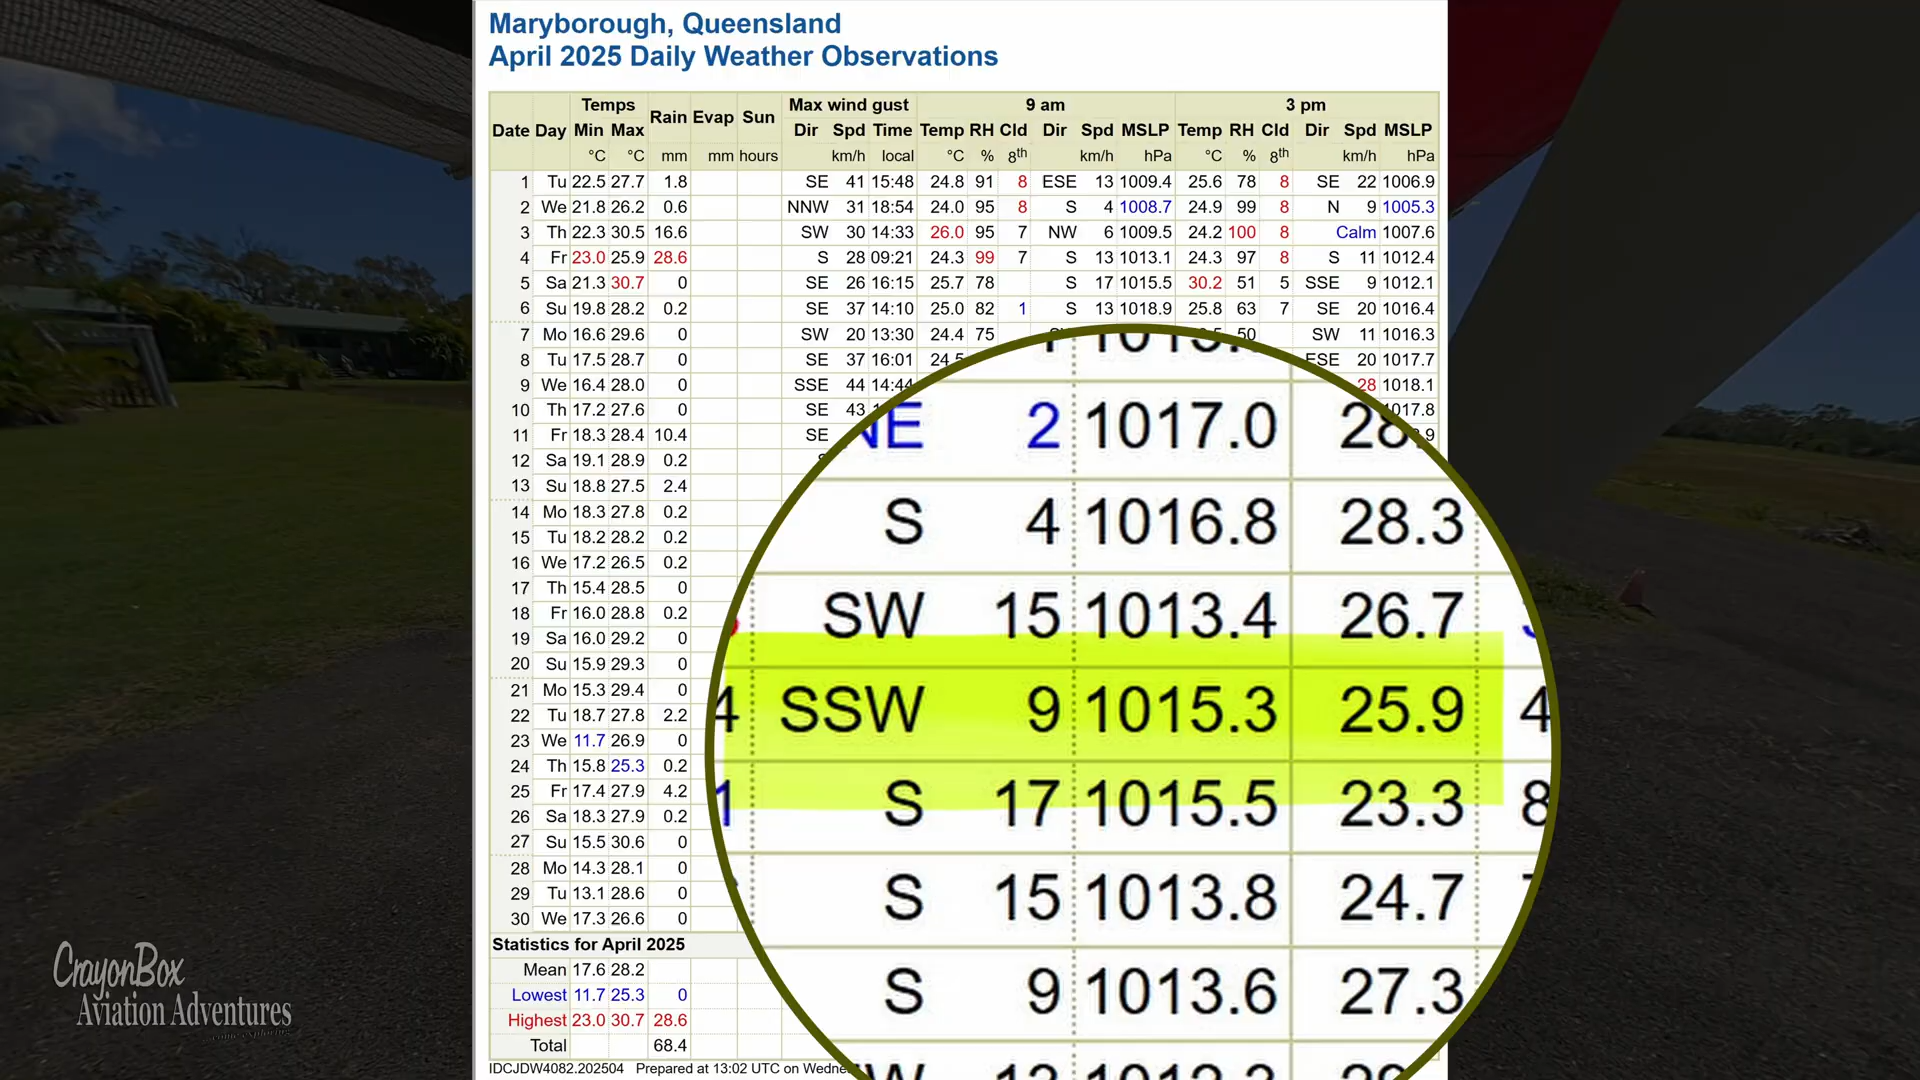 Maryborough, Queensland
April 2025 Daily Weather Observations
Temps Max wind gust 9 am 3 pm
Date Day Min Max Rain Evap Sun Dir Spd Time Temp RH Cld Dir Spd MSLP Temp RH Cld Dir Spd MSLP
°C °C mm mm hours km/h local °C % 8th km/h hPa °C % 8th km/h hPa
1 Tu 22.5 27.7 1.8 SE 41 15:48 24.8 91 8 ESE 13 1009.4 25.6 78 8 SE 22 1006.9
2 We 21.8 26.2 0.6 NNW 31 18:54 24.0 95 8 S 4 1008.7 24.9 99 8 N 9 1005.3
3 Th 22.3 30.5 16.6 SW 30 14:33 26.0 95 7 NW 6 1009.5 24.2 100 8 Calm 1007.6
4 Fr 23.0 25.9 28.6 S 28 09:21 24.3 99 7 S 13 1013.1 24.3 97 8 S 11 1012.4
5 Sa 21.3 30.7 0 SE 26 16:15 25.7 78 S 17 1015.5 30.2 51 5 SSE 9 1012.1
6 Su 19.8 28.2 0.2 SE 37 14:10 25.0 82 1 S 13 1018.9 25.8 63 7 SE 20 1016.4
7 Mo 16.6 29.6 0 SW 20 13:30 24.4 75 50 SW 11 1016.3
8 Tu 17.5 28.7 0 SE 37 16:01 24.5 ESE 20 1017.7
9 We 16.4 28.0 0 SSE 44 14:44 28 1018.1
10 Th 17.2 27.6 0 SE 43 1017.8
11 Fr 18.3 28.4 10.4 SE
12 Sa 19.1 28.9 0.2
13 Su 18.8 27.5 2.4
14 Mo 18.3 27.8 0.2
15 Tu 18.2 28.2 0.2
16 We 17.2 26.5 0.2
17 Th 15.4 28.5 0
18 Fr 16.0 28.8 0.2
19 Sa 16.0 29.2 0
20 Su 15.9 29.3 0
21 Mo 15.3 29.4 0
22 Tu 18.7 27.8 2.2
23 We 11.7 26.9 0
24 Th 15.8 25.3 0.2
25 Fr 17.4 27.9 4.2
26 Sa 18.3 27.9 0.2
27 Su 15.5 30.6 0
28 Mo 14.3 28.1 0
29 Tu 13.1 28.6 0
30 We 17.3 26.6 0
Statistics for April 2025
Mean 17.6 28.2
Lowest 11.7 25.3 0
Highest 23.0 30.7 28.6
Total 68.4
IDCJDW4082.202504 Prepared at 13:02 UTC on
NE 2 1017.0 28
S 4 1016.8 28.3
SW 15 1013.4 26.7
4 SSW 9 1015.3 25.9 4
1 S 17 1015.5 23.3 8
S 15 1013.8 24.7
S 9 1013.6 27.3
CrayonBox
Aviation Adventures